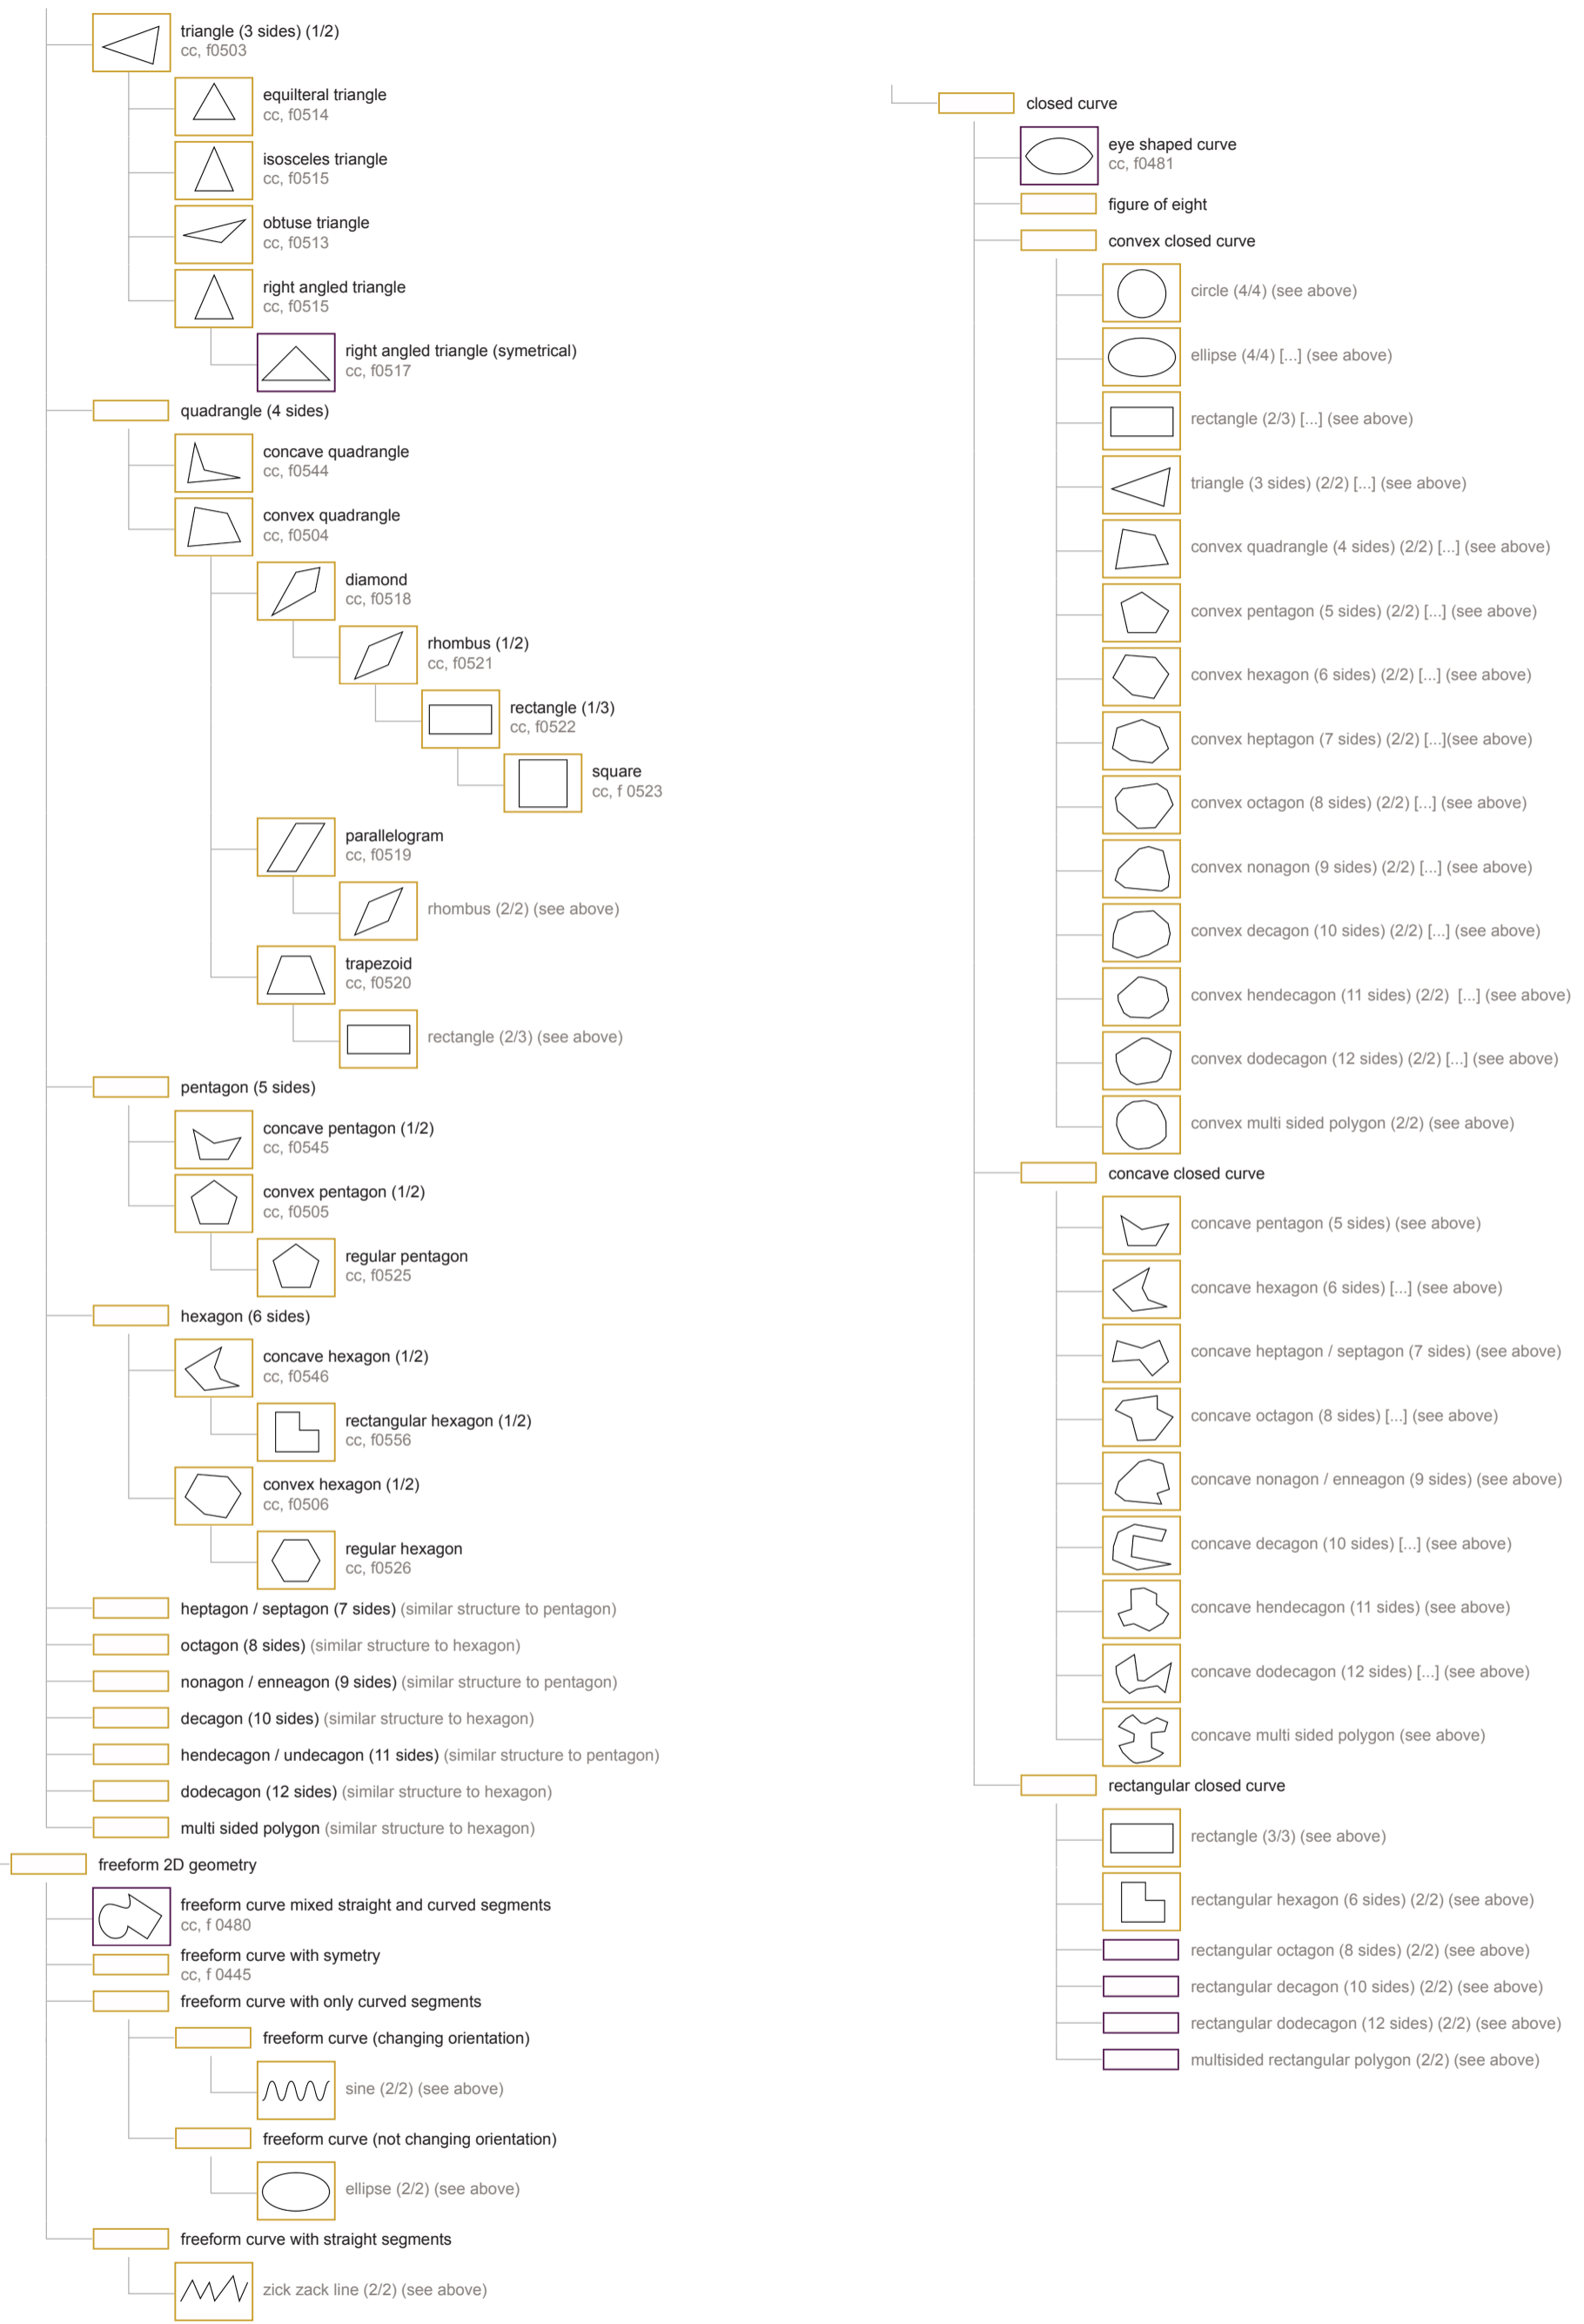 triangle (3 sides) (1/2)
cc, f0503
equilteral triangle
cc, f0514
isosceles triangle
cc, f0515
obtuse triangle
cc, f0513
right angled triangle
cc, f0515
right angled triangle (symetrical)
cc, f0517
quadrangle (4 sides)
concave quadrangle
cc, f0544
convex quadrangle
cc, f0504
diamond
cc, f0518
rhombus (1/2)
cc, f0521
rectangle (1/3)
cc, f0522
square
cc, f 0523
parallelogram
cc, f0519
rhombus (2/2) (see above)
trapezoid
cc, f0520
rectangle (2/3) (see above)
pentagon (5 sides)
concave pentagon (1/2)
cc, f0545
convex pentagon (1/2)
cc, f0505
regular pentagon
cc, f0525
hexagon (6 sides)
concave hexagon (1/2)
cc, f0546
rectangular hexagon (1/2)
cc, f0556
convex hexagon (1/2)
cc, f0506
regular hexagon
cc, f0526
heptagon / septagon (7 sides) (similar structure to pentagon)
octagon (8 sides) (similar structure to hexagon)
nonagon / enneagon (9 sides) (similar structure to pentagon)
decagon (10 sides) (similar structure to hexagon)
hendecagon / undecagon (11 sides) (similar structure to pentagon)
dodecagon (12 sides) (similar structure to hexagon)
multi sided polygon (similar structure to hexagon)
freeform 2D geometry
freeform curve mixed straight and curved segments
cc, f 0480
freeform curve with symetry
cc, f 0445
freeform curve with only curved segments
freeform curve (changing orientation)
sine (2/2) (see above)
freeform curve (not changing orientation)
ellipse (2/2) (see above)
freeform curve with straight segments
zick zack line (2/2) (see above)
closed curve
eye shaped curve
cc, f0481
figure of eight
convex closed curve
circle (4/4) (see above)
ellipse (4/4) [...] (see above)
rectangle (2/3) [...] (see above)
triangle (3 sides) (2/2) [...] (see above)
convex quadrangle (4 sides) (2/2) [...] (see above)
convex pentagon (5 sides) (2/2) [...] (see above)
convex hexagon (6 sides) (2/2) [...] (see above)
convex heptagon (7 sides) (2/2) [...](see above)
convex octagon (8 sides) (2/2) [...] (see above)
convex nonagon (9 sides) (2/2) [...] (see above)
convex decagon (10 sides) (2/2) [...] (see above)
convex hendecagon (11 sides) (2/2) [...] (see above)
convex dodecagon (12 sides) (2/2) [...] (see above)
convex multi sided polygon (2/2) (see above)
concave closed curve
concave pentagon (5 sides) (see above)
concave hexagon (6 sides) [...] (see above)
concave heptagon / septagon (7 sides) (see above)
concave octagon (8 sides) [...] (see above)
concave nonagon / enneagon (9 sides) (see above)
concave decagon (10 sides) [...] (see above)
concave hendecagon (11 sides) (see above)
concave dodecagon (12 sides) [...] (see above)
concave multi sided polygon (see above)
rectangular closed curve
rectangle (3/3) (see above)
rectangular hexagon (6 sides) (2/2) (see above)
rectangular octagon (8 sides) (2/2) (see above)
rectangular decagon (10 sides) (2/2) (see above)
rectangular dodecagon (12 sides) (2/2) (see above)
multisided rectangular polygon (2/2) (see above)